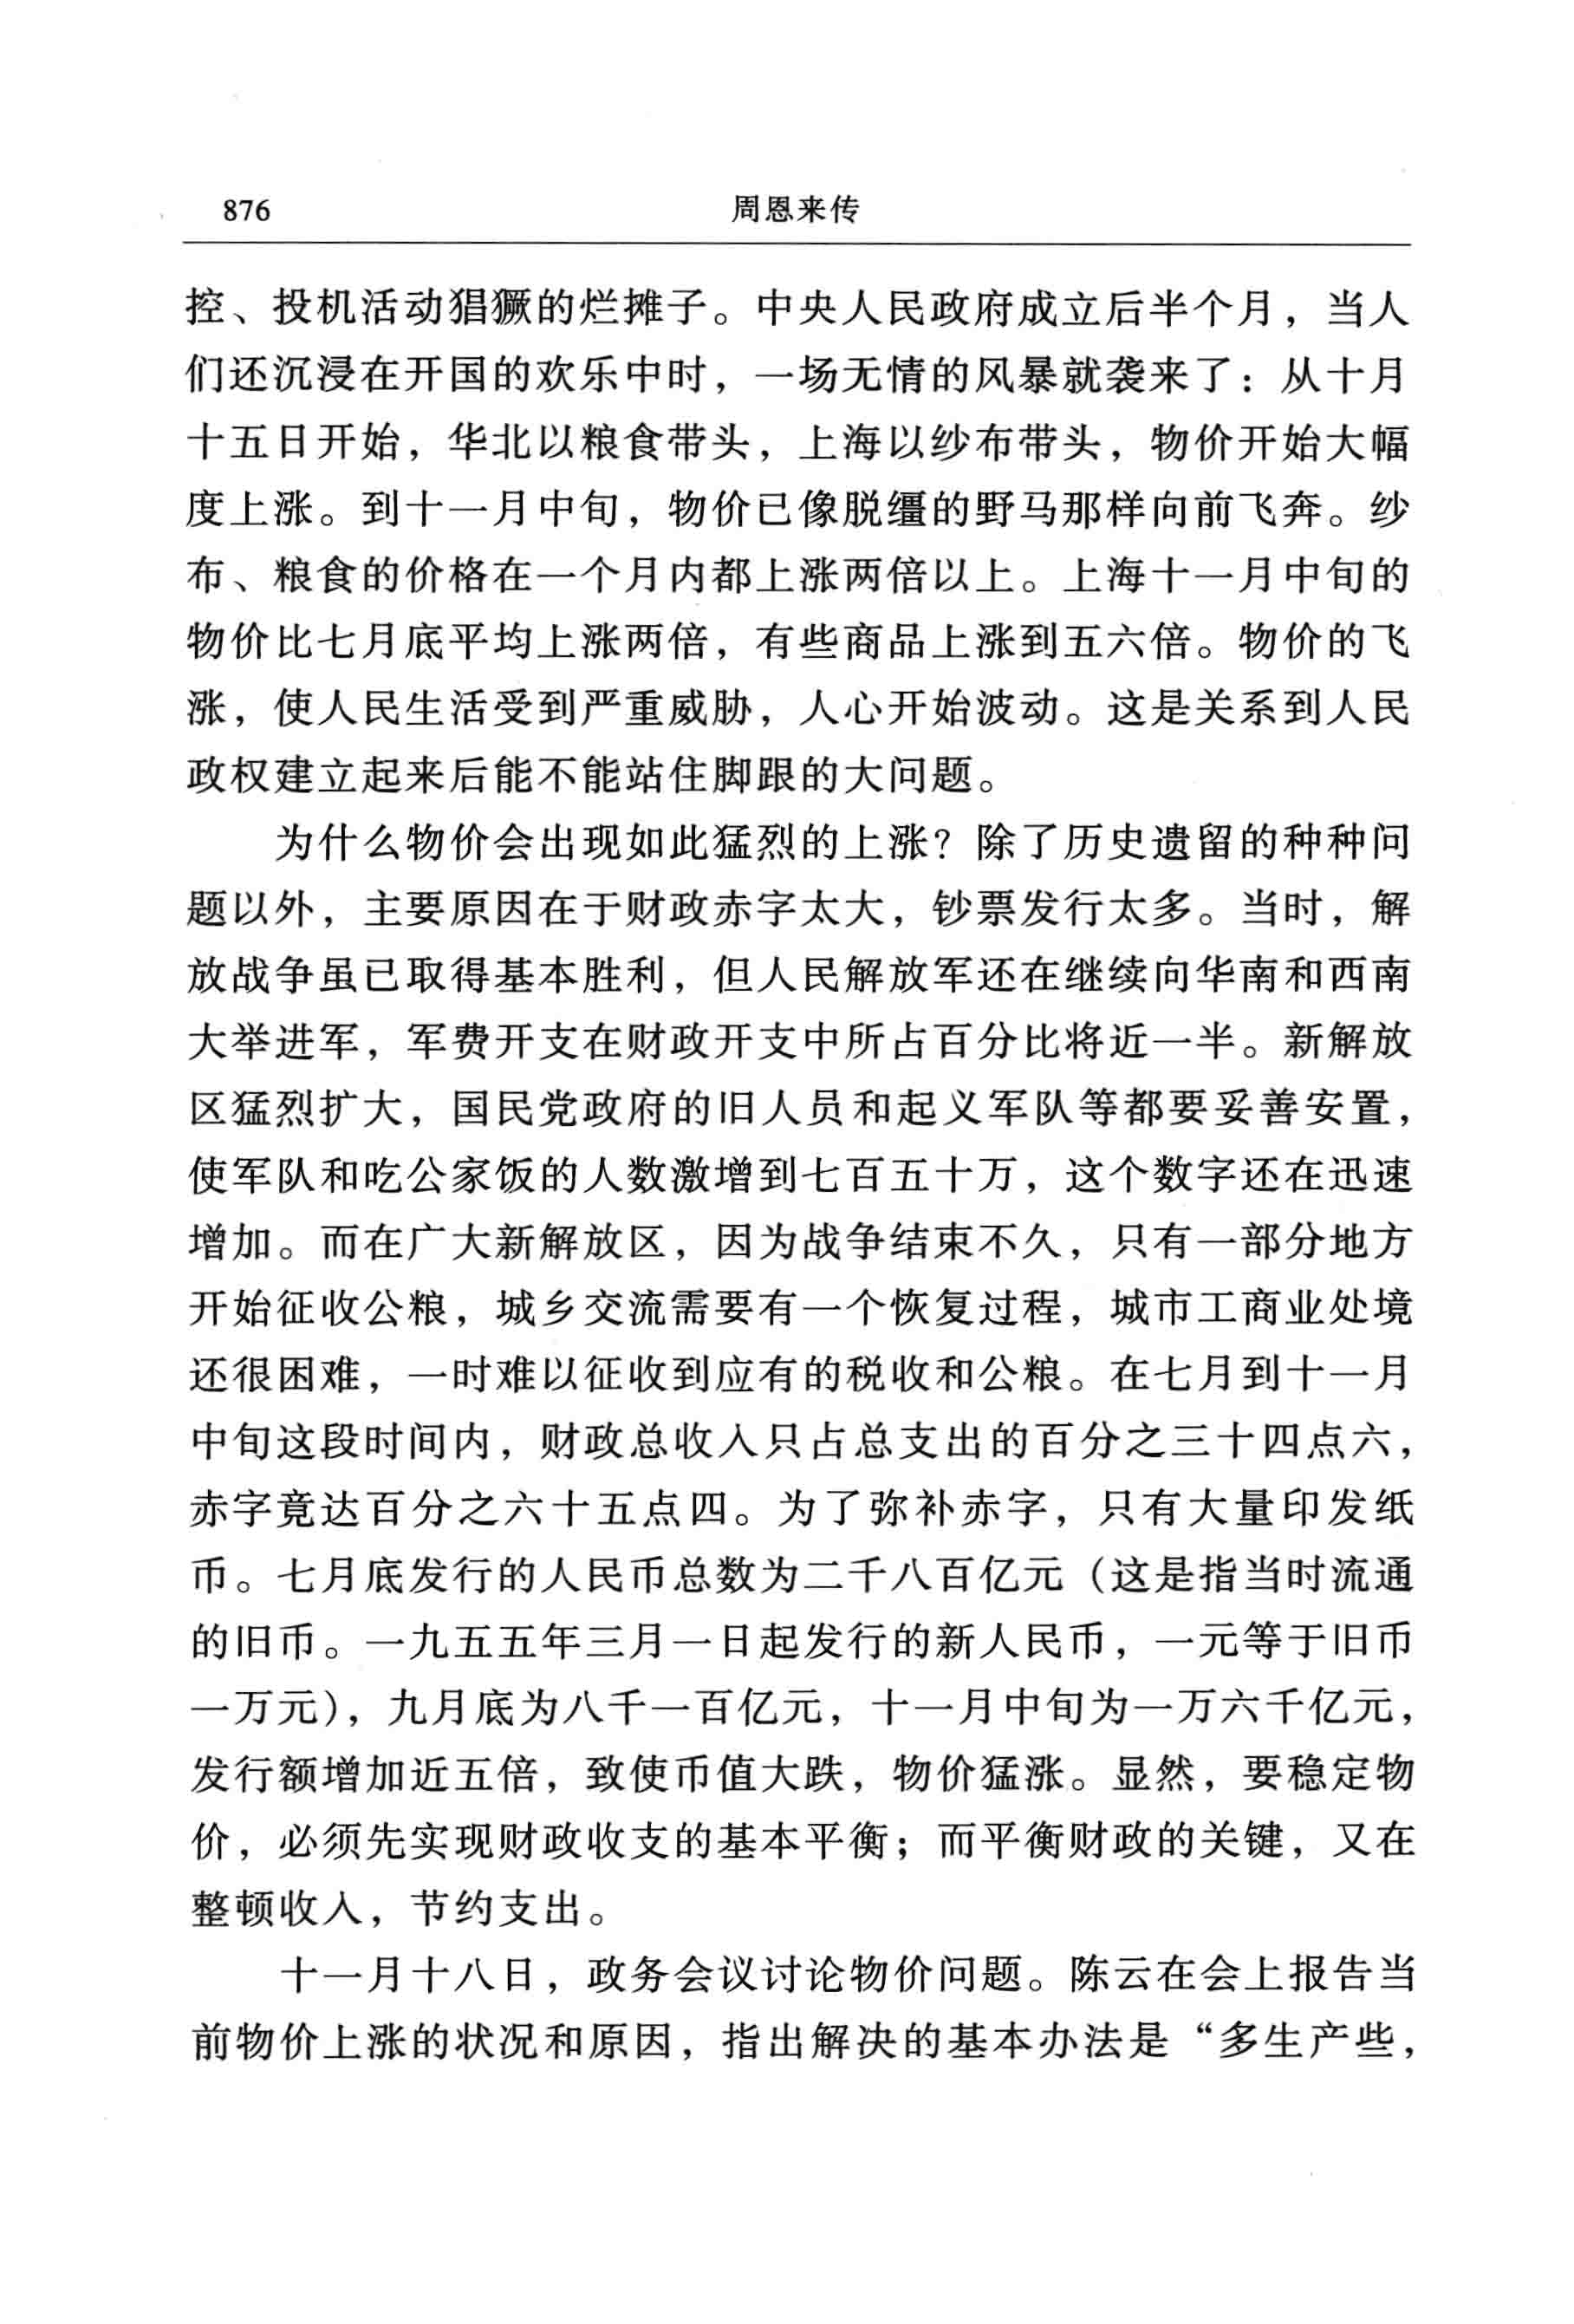 876
周恩来传
控、投机活动猖獗的烂摊子。中央人民政府成立后半个月，当人
们还沉浸在开国的欢乐中时，一场无情的风暴就袭来了：从十月
十五日开始，华北以粮食带头，上海以纱布带头，物价开始大幅
度上涨。到十一月中旬，物价已像脱缰的野马那样向前飞奔。纱
布、粮食的价格在一个月内都上涨两倍以上。上海十一月中旬的
物价比七月底平均上涨两倍，有些商品上涨到五六倍。物价的飞
涨，使人民生活受到严重威胁，人心开始波动。这是关系到人民
政权建立起来后能不能站住脚跟的大问题。
为什么物价会出现如此猛烈的上涨？除了历史遗留的种种问
题以外，主要原因在于财政赤字太大，钞票发行太多。当时，解
放战争虽已取得基本胜利，但人民解放军还在继续向华南和西南
大举进军，军费开支在财政开支中所占百分比将近一半。新解放
区猛烈扩大，国民党政府的旧人员和起义军队等都要妥善安置，
使军队和吃公家饭的人数激增到七百五十万，这个数字还在迅速
增加。而在广大新解放区，因为战争结束不久，只有一部分地方
开始征收公粮，城乡交流需要有一个恢复过程，城市工商业处境
还很困难，一时难以征收到应有的税收和公粮。在七月到十一月
中旬这段时间内，财政总收入只占总支出的百分之三十四点六，
赤字竟达百分之六十五点四。为了弥补赤字，只有大量印发纸
币。七月底发行的人民币总数为二千八百亿元（这是指当时流通
的旧币。一九五五年三月一日起发行的新人民币，一元等于旧币
一万元），九月底为八千一百亿元，十一月中旬为一万六千亿元，
发行额增加近五倍，致使币值大跌，物价猛涨。显然，要稳定物
价，必须先实现财政收支的基本平衡；而平衡财政的关键，又在
整顿收入，节约支出。
十一月十八日，政务会议讨论物价问题。陈云在会上报告当
前物价上涨的状况和原因，指出解决的基本办法是“多生产些，